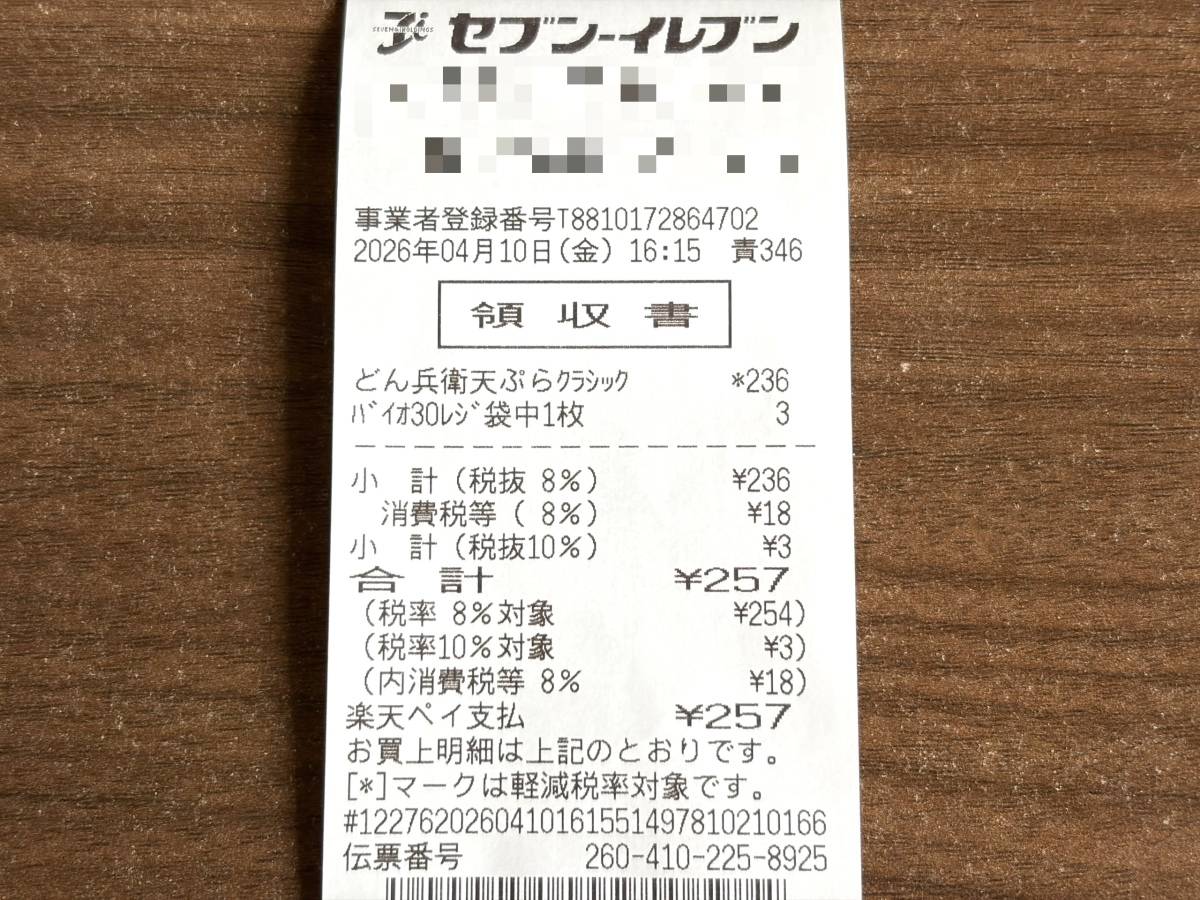 SEVEN&i HOLDINGS
セブン-イレブン
事業者登録番号T8810172864702
2026年04月10日(金) 16:15 責346
領収書
どん兵衛天ぷらｸﾗｼｯｸ *236
ﾊﾞｲｵ30ﾚｼﾞ袋中1枚 3
小 計(税抜 8%) ¥236
消費税等( 8%) ¥18
小 計(税抜10%) ¥3
合 計 ¥257
(税率 8%対象 ¥254)
(税率10%対象 ¥3)
(内消費税等 8% ¥18)
楽天ペイ支払 ¥257
お買上明細は上記のとおりです。
[*]マークは軽減税率対象です。
#1227620260410161551497810210166
伝票番号 260-410-225-8925